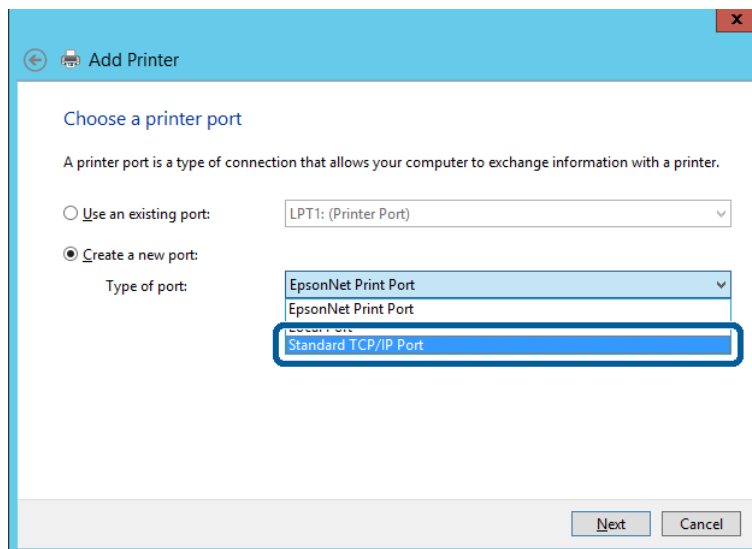 x
Add Printer
Choose a printer port
A printer port is a type of connection that allows your computer to exchange information with a printer.
Use an existing port: LPT1: (Printer Port)
Create a new port:
Type of port: EpsonNet Print Port
EpsonNet Print Port
Local Port
Standard TCP/IP Port
Next Cancel